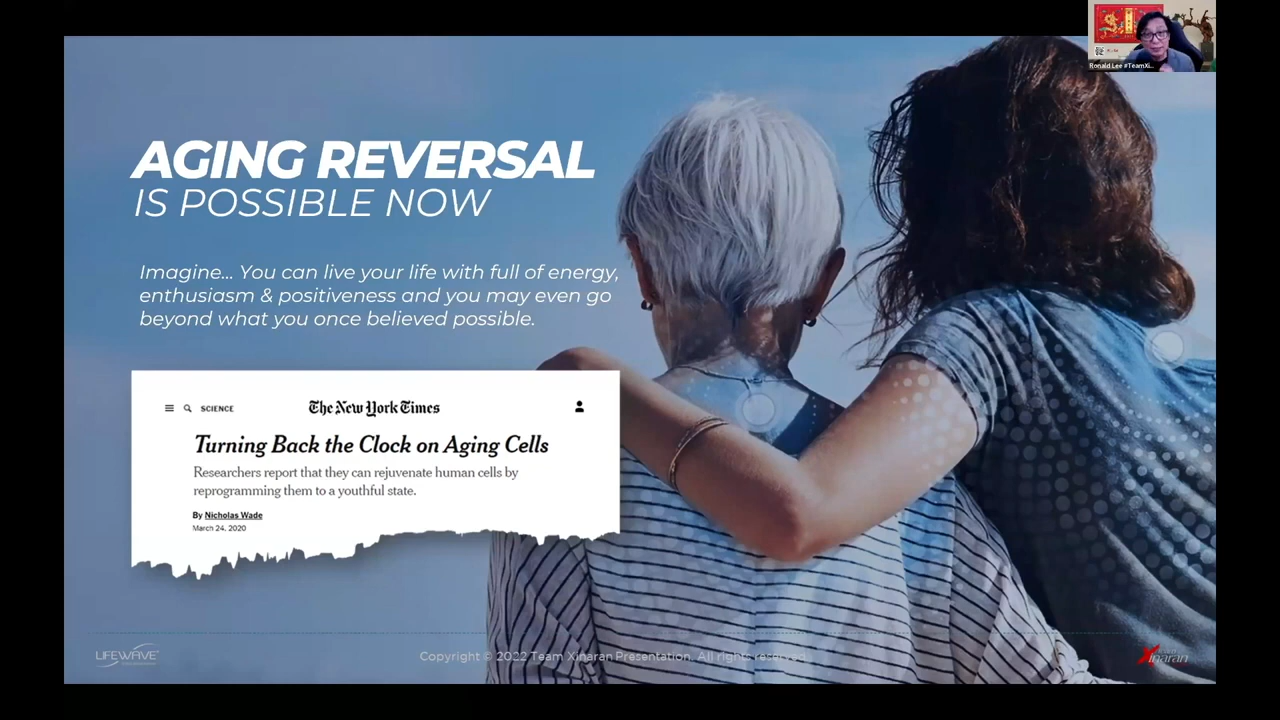 Ronald Lee #TeamXi...
AGING REVERSAL
IS POSSIBLE NOW
Imagine... You can live your life with full of energy,
enthusiasm & positiveness and you may even go
beyond what you once believed possible.
SCIENCE
The New York Times
Turning Back the Clock on Aging Cells
Researchers report that they can rejuvenate human cells by
reprogramming them to a youthful state.
By Nicholas Wade
March 24, 2020
LIFEWAVE
Copyright © 2022 Team Xinaran Presentation. All rights reserved.
Xinaran